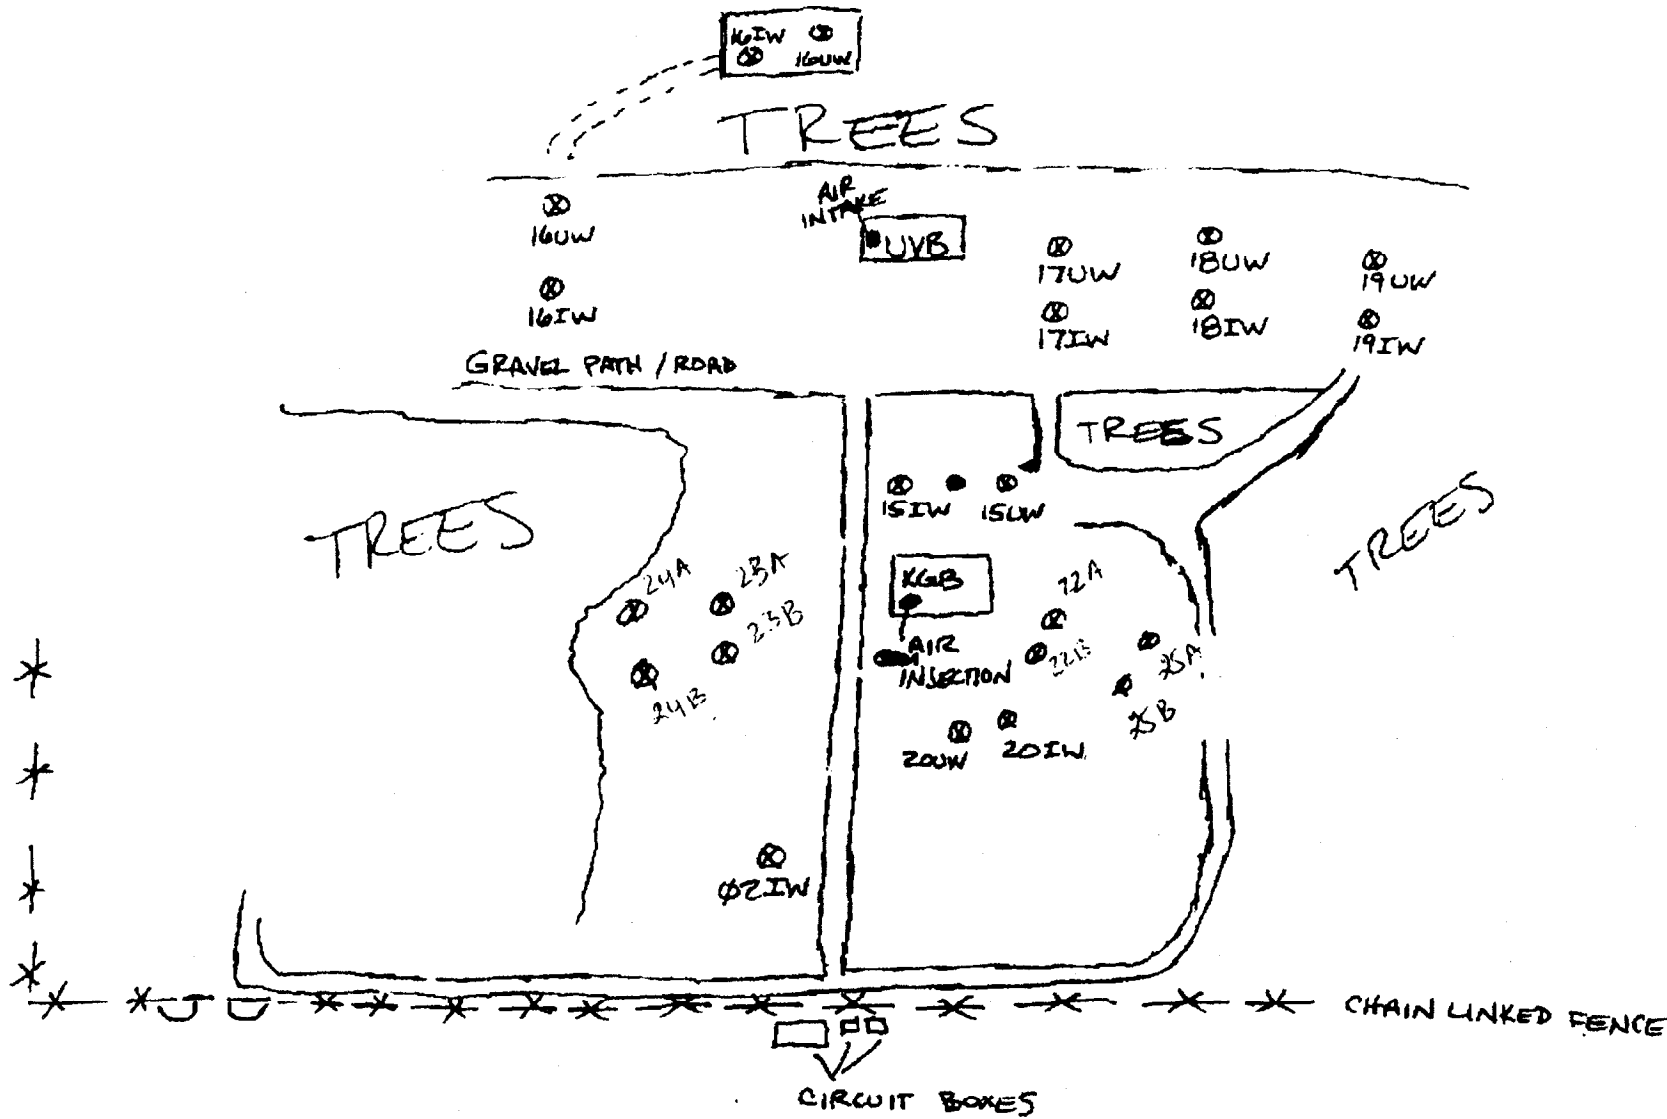 16IW
16UW
TREES
AIR
INTAKE
UVB
16UW
17UW
18UW
19UW
16IW
17IW
18IW
19IW
GRAVEL PATH / ROAD
TREES
15IW
15UW
TREES
TREES
24A
23A
KGB
22A
23B
AIR
INJECTION
22B
25A
24B
25B
20UW
20IW
02IW
CHAIN LINKED FENCE
CIRCUIT BOXES